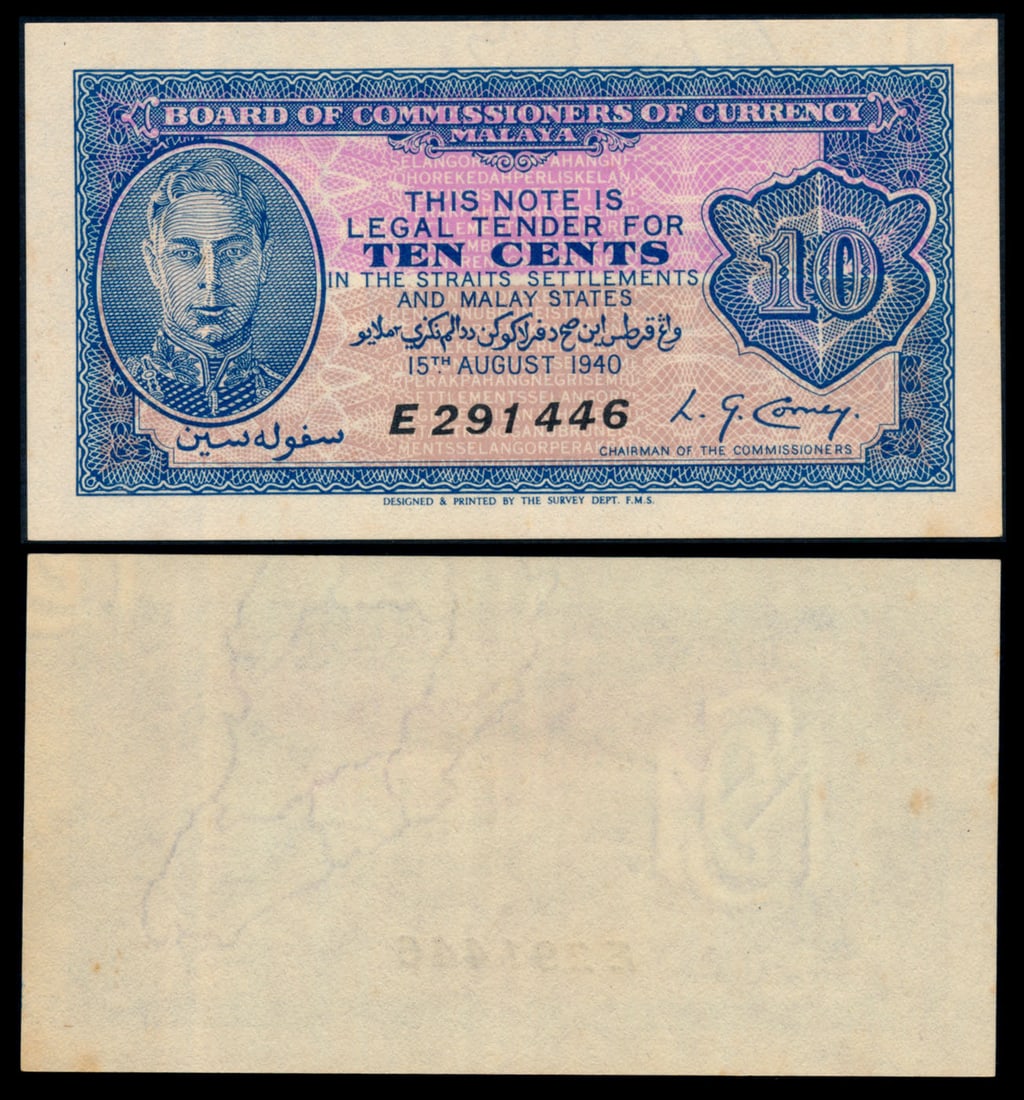 BOARD OF COMMISSIONERS OF CURRENCY
MALAYA
THIS NOTE IS
LEGAL TENDER FOR
TEN CENTS
IN THE STRAITS SETTLEMENTS
AND MALAY STATES
15TH AUGUST 1940
10
E 291446
L. G. Corney.
سفوله سين
CHAIRMAN OF THE COMMISSIONERS
DESIGNED & PRINTED BY THE SURVEY DEPT. F.M.S.